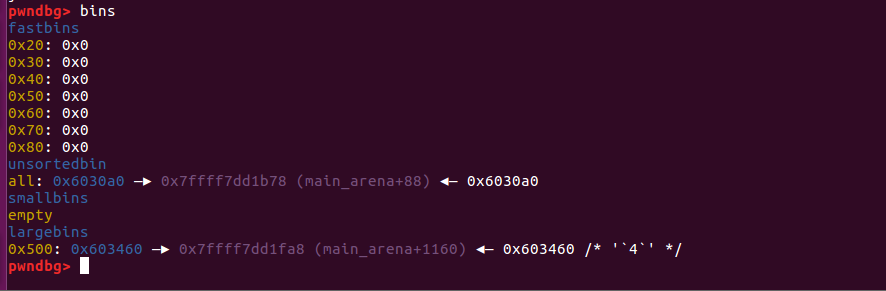 pwndbg> bins
fastbins
0x20: 0x0
0x30: 0x0
0x40: 0x0
0x50: 0x0
0x60: 0x0
0x70: 0x0
0x80: 0x0
unsortedbin
all: 0x6030a0 —▸ 0x7ffff7dd1b78 (main_arena+88) ◂— 0x6030a0
smallbins
empty
largebins
0x500: 0x603460 —▸ 0x7ffff7dd1fa8 (main_arena+1160) ◂— 0x603460 /* '`4`' */
pwndbg>